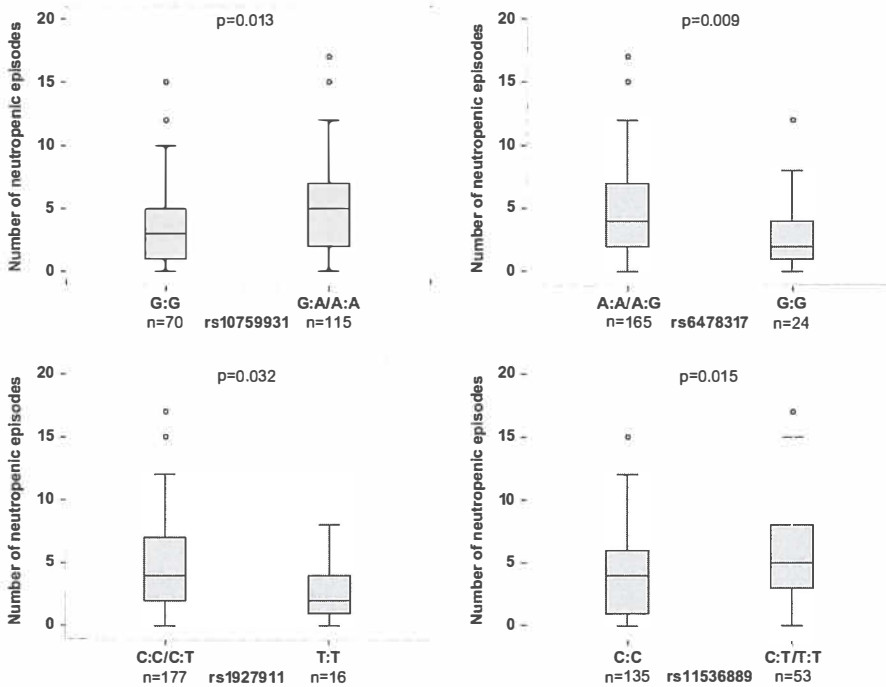 p=0.013
Number of neutropenic episodes
20
15
10
5
0
G:G G:A/A:A
n=70 rs10759931 n=115
p=0.009
Number of neutropenic episodes
20
15
10
5
0
A:A/A:G G:G
n=165 rs6478317 n=24
p=0.032
Number of neutropenic episodes
20
15
10
5
0
C:C/C:T T:T
n=177 rs1927911 n=16
p=0.015
Number of neutropenic episodes
20
15
10
5
0
C:C C:T/T:T
n=135 rs11536889 n=53